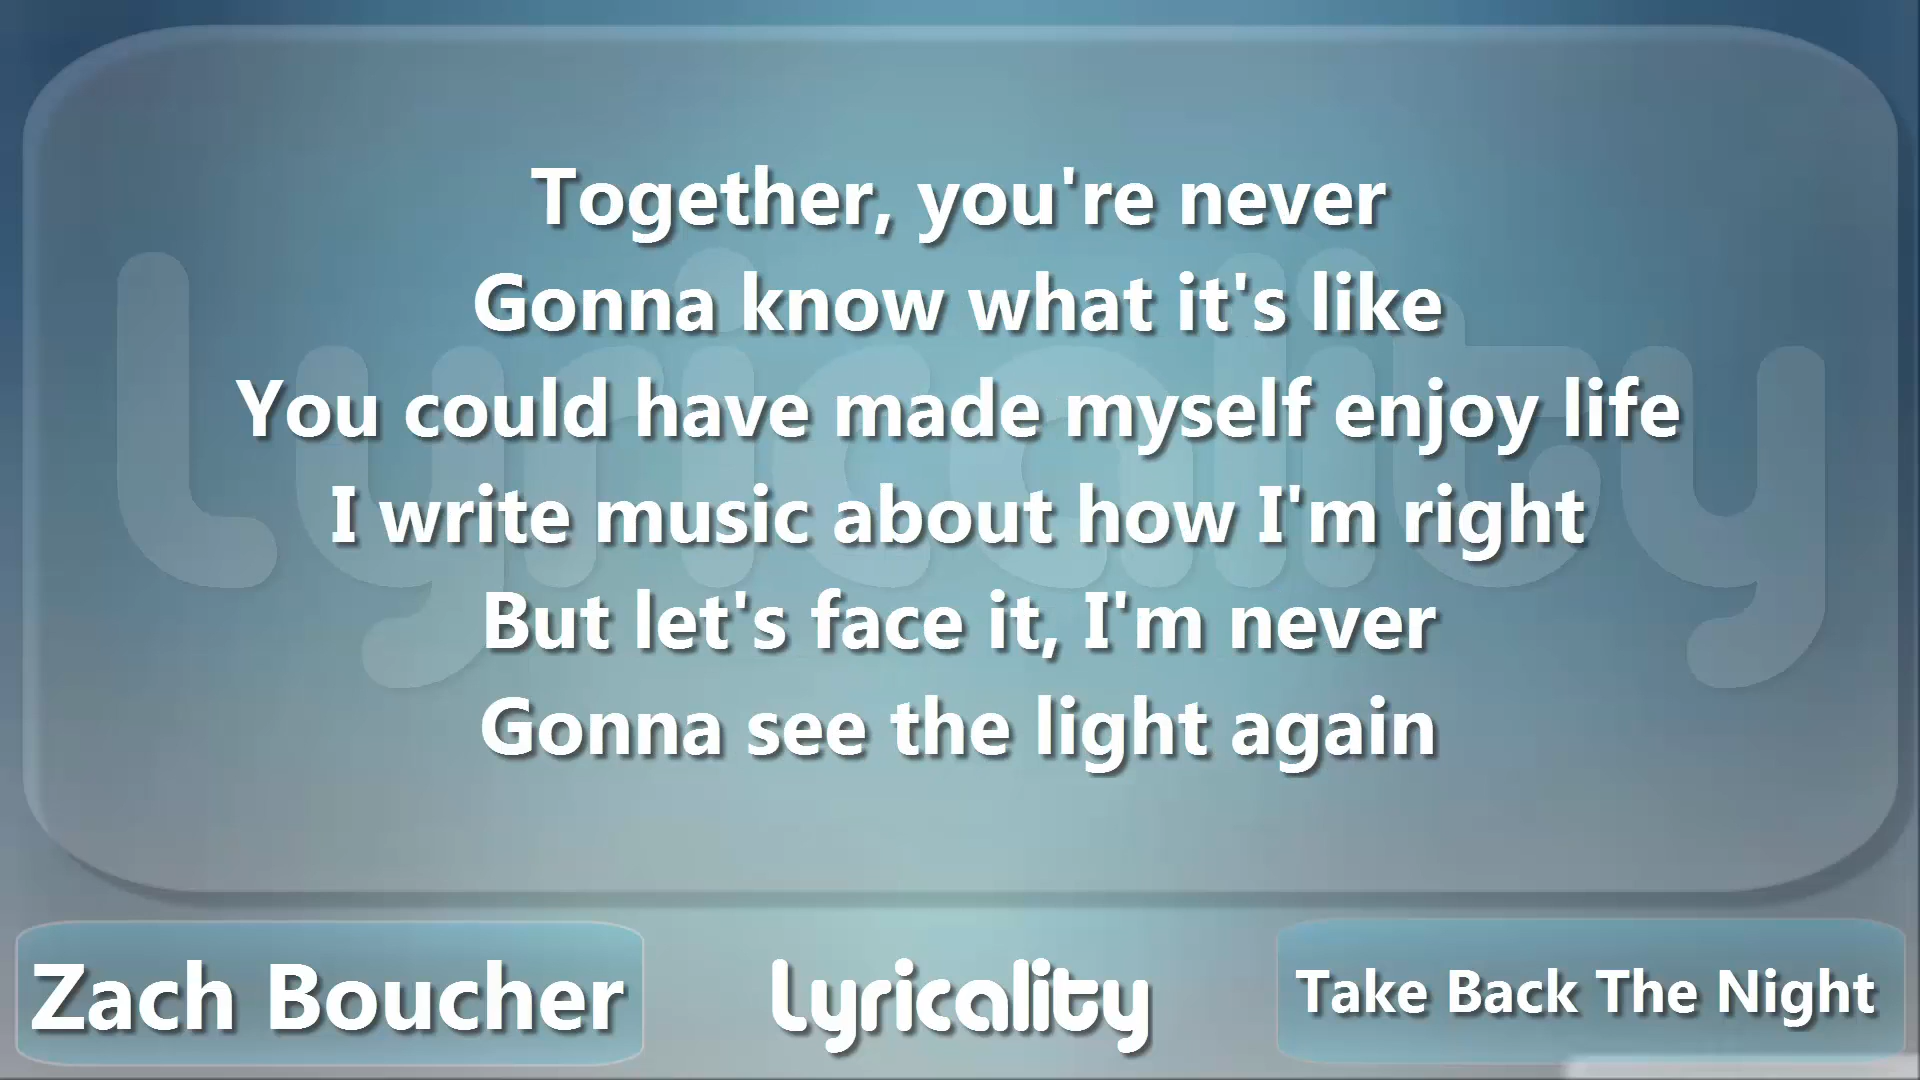 Together, you're never
Gonna know what it's like
You could have made myself enjoy life
I write music about how I'm right
But let's face it, I'm never
Gonna see the light again
Lyricality
Zach Boucher
Lyricality
Take Back The Night